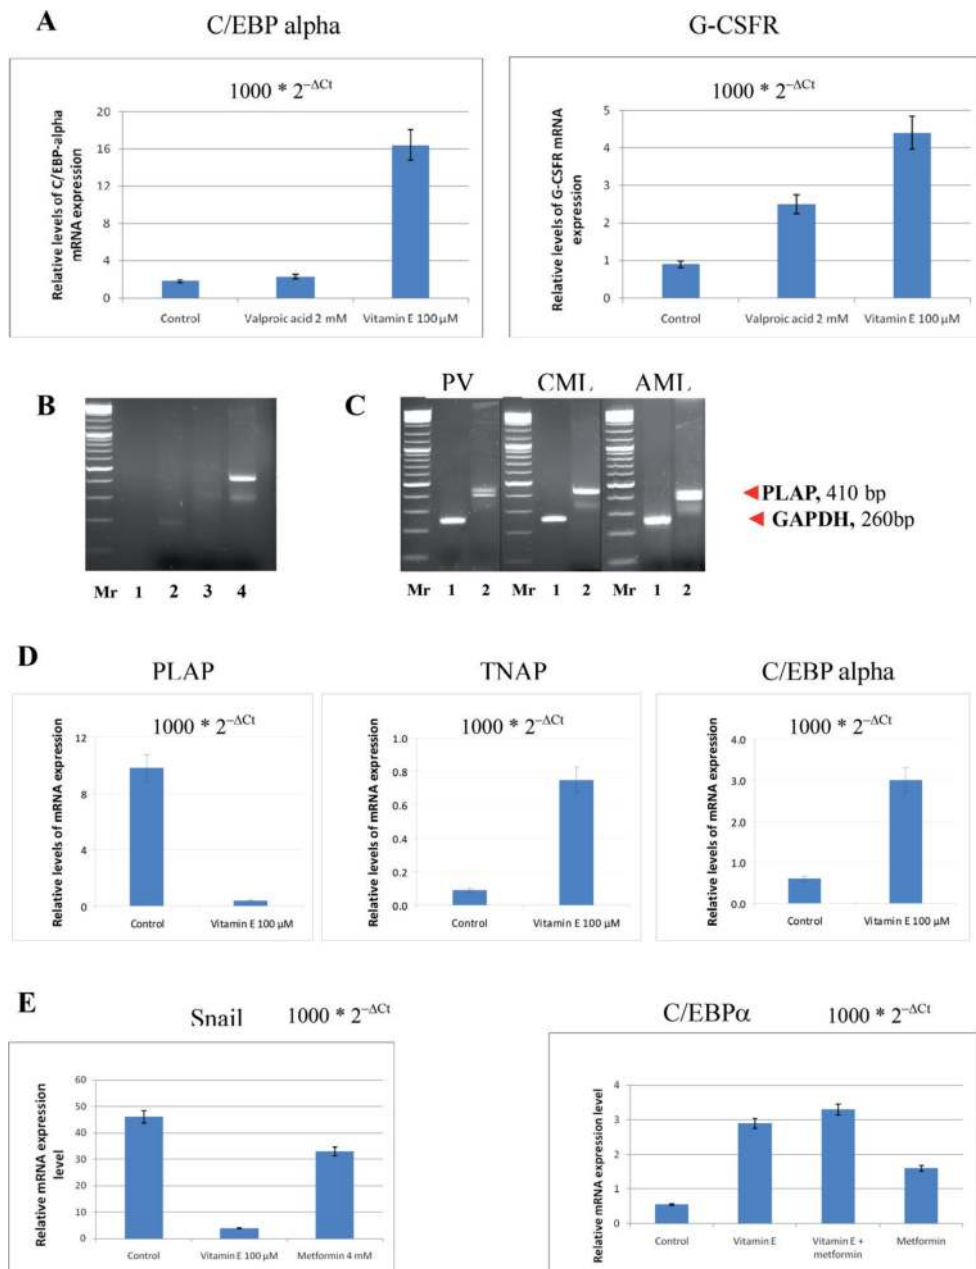 A
C/EBP alpha
1000 * 2–ΔCt
Relative levels of C/EBP-alpha
mRNA expression
20
16
12
8
4
0
Control
Valproic acid 2 mM
Vitamin E 100 µM
G-CSFR
1000 * 2–ΔCt
Relative levels of G-CSFR mRNA
expression
5
4
3
2
1
0
Control
Valproic acid 2 mM
Vitamin E 100 µM
B
Mr 1 2 3 4
C
PV CML AML
Mr 1 2 Mr 1 2 Mr 1 2
PLAP, 410 bp
GAPDH, 260bp
D
PLAP
1000 * 2–ΔCt
Relative levels of mRNA expression
12
8
4
0
Control
Vitamin E 100 µM
TNAP
1000 * 2–ΔCt
Relative levels of mRNA expression
1.0
0.8
0.6
0.4
0.2
0.0
Control
Vitamin E 100 µM
C/EBP alpha
1000 * 2–ΔCt
Relative levels of mRNA expression
4.0
3.0
2.0
1.0
0.0
Control
Vitamin E 100 µM
E
Snail
1000 * 2–ΔCt
Relative mRNA expression
level
60
50
40
30
20
10
0
Control
Vitamin E 100 µM
Metformin 4 mM
C/EBPα
1000 * 2–ΔCt
Relative mRNA expression level
4
3
2
1
0
Control
Vitamin E
Vitamin E +
metformin
Metformin